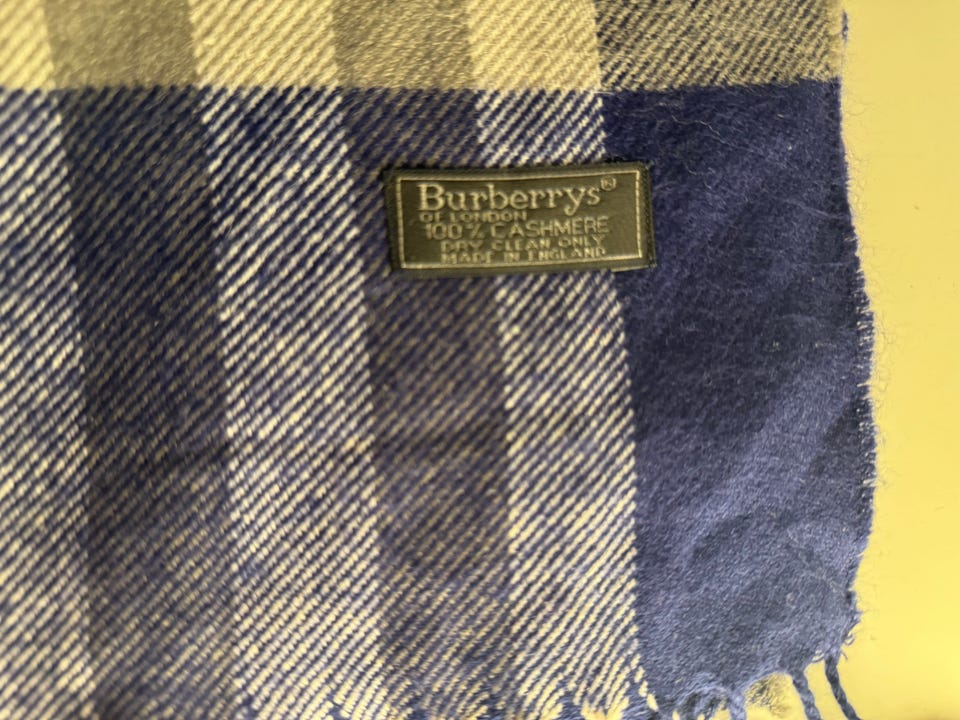 Burberrys®
OF LONDON
100% CASHMERE
DRY CLEAN ONLY
MADE IN ENGLAND